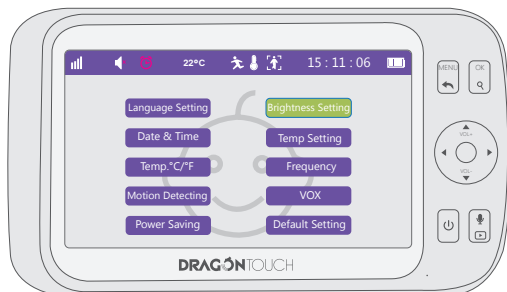 22°C 15 : 11 : 06
MENU OK
Language Setting Brightness Setting
Date & Time Temp Setting
Temp.°C/°F Frequency
Motion Detecting VOX
Power Saving Default Setting
VOL+
VOL-
DRAGONTOUCH